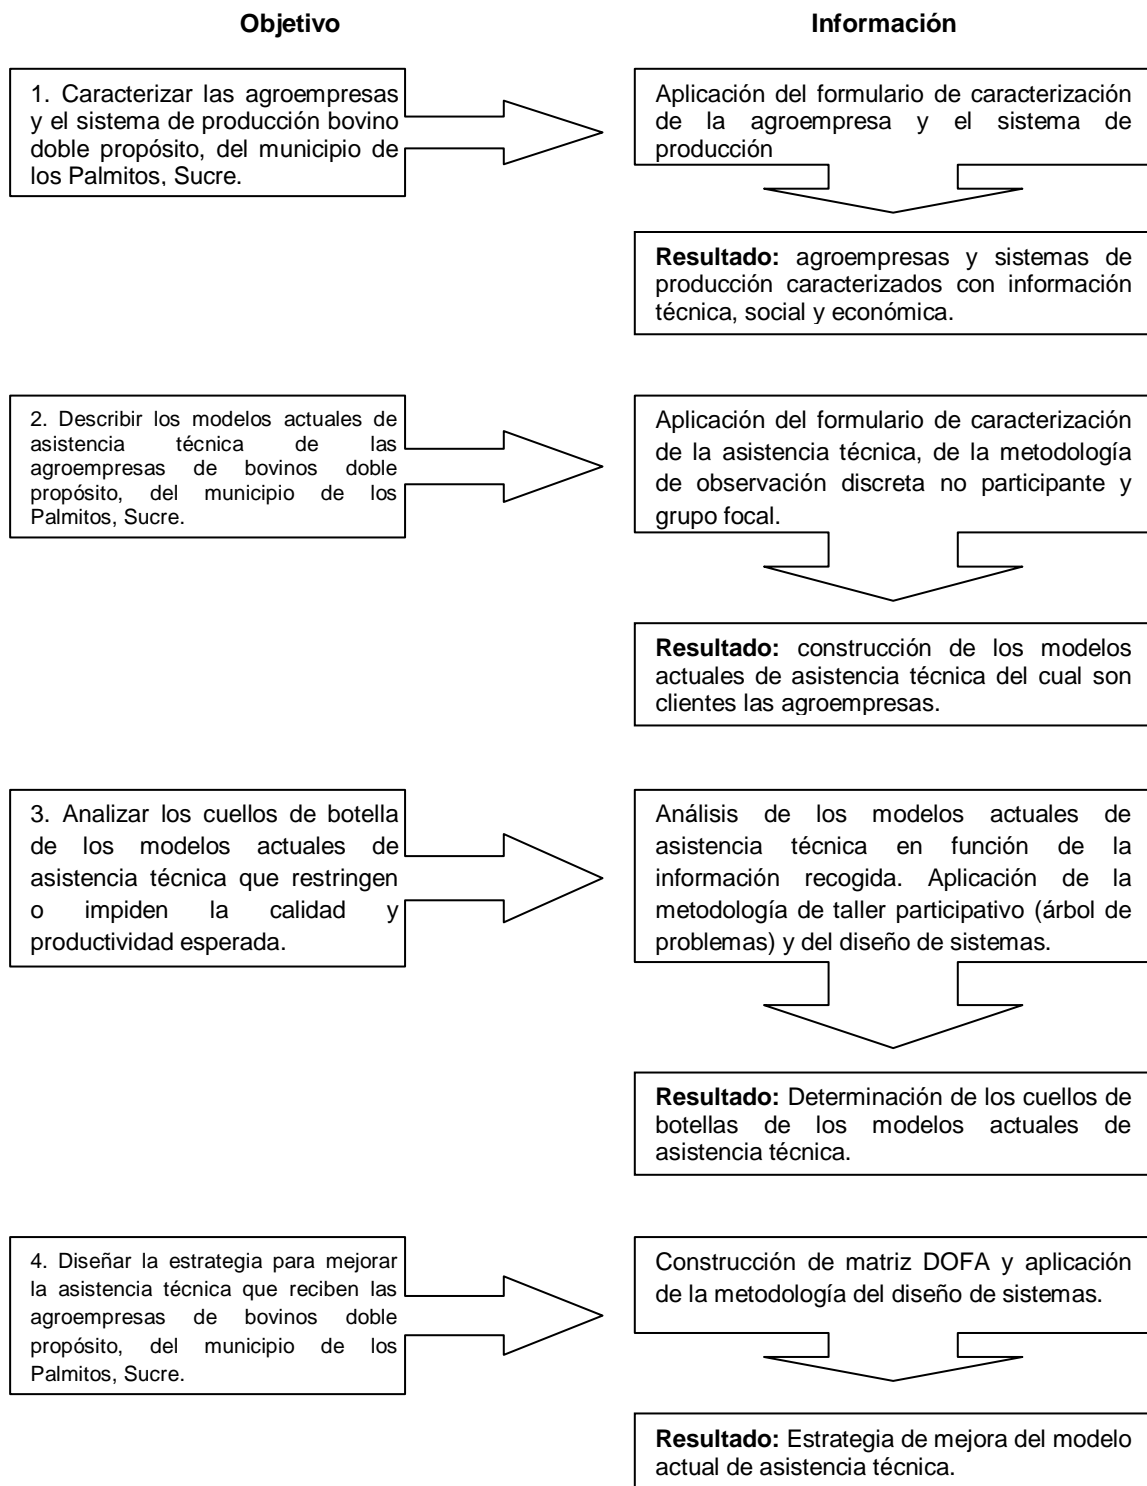 Objetivo
Información
1. Caracterizar las agroempresas
y el sistema de producción bovino
doble propósito, del municipio de
los Palmitos, Sucre.
Aplicación del formulario de caracterización
de la agroempresa y el sistema de
producción
Resultado: agroempresas y sistemas de
producción caracterizados con información
técnica, social y económica.
2. Describir los modelos actuales de
asistencia técnica de las
agroempresas de bovinos doble
propósito, del municipio de los
Palmitos, Sucre.
Aplicación del formulario de caracterización
de la asistencia técnica, de la metodología
de observación discreta no participante y
grupo focal.
Resultado: construcción de los modelos
actuales de asistencia técnica del cual son
clientes las agroempresas.
3. Analizar los cuellos de botella
de los modelos actuales de
asistencia técnica que restringen
o impiden la calidad y
productividad esperada.
Análisis de los modelos actuales de
asistencia técnica en función de la
información recogida. Aplicación de la
metodología de taller participativo (árbol de
problemas) y del diseño de sistemas.
Resultado: Determinación de los cuellos de
botellas de los modelos actuales de
asistencia técnica.
4. Diseñar la estrategia para mejorar
la asistencia técnica que reciben las
agroempresas de bovinos doble
propósito, del municipio de los
Palmitos, Sucre.
Construcción de matriz DOFA y aplicación
de la metodología del diseño de sistemas.
Resultado: Estrategia de mejora del modelo
actual de asistencia técnica.